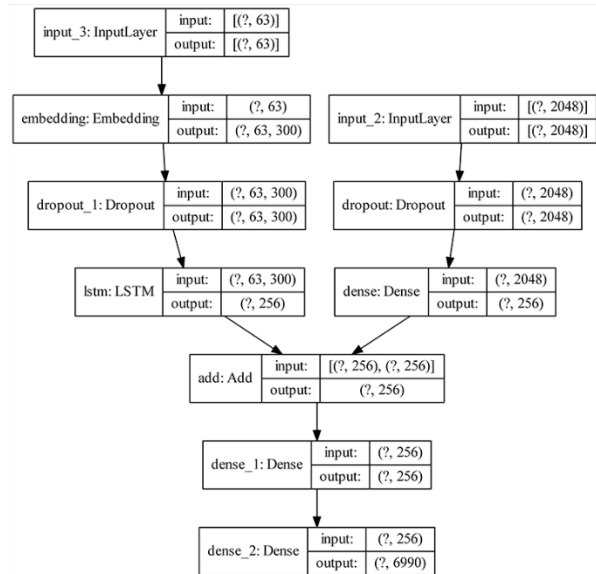 input_3: InputLayer input: [(?, 63)]
output: [(?, 63)]
embedding: Embedding input: (?, 63)
output: (?, 63, 300)
input_2: InputLayer input: [(?, 2048)]
output: [(?, 2048)]
dropout_1: Dropout input: (?, 63, 300)
output: (?, 63, 300)
dropout: Dropout input: (?, 2048)
output: (?, 2048)
lstm: LSTM input: (?, 63, 300)
output: (?, 256)
dense: Dense input: (?, 2048)
output: (?, 256)
add: Add input: [(?, 256), (?, 256)]
output: (?, 256)
dense_1: Dense input: (?, 256)
output: (?, 256)
dense_2: Dense input: (?, 256)
output: (?, 6990)